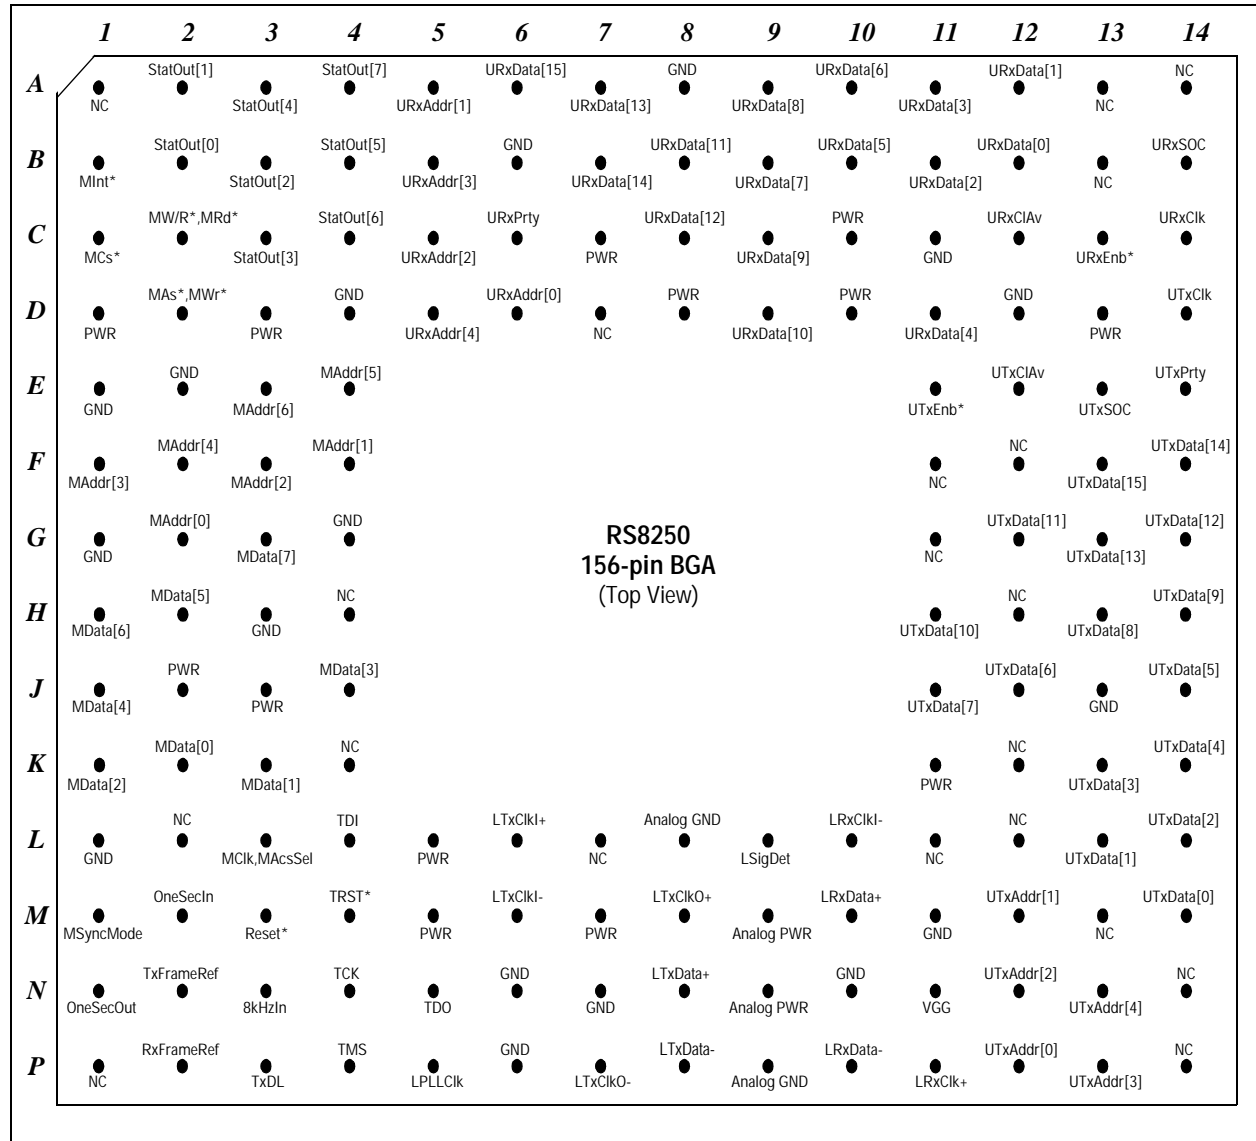 1 2 3 4 5 6 7 8 9 10 11 12 13 14
StatOut[1] StatOut[7] URxData[15] GND URxData[6] URxData[1] NC
A
NC StatOut[4] URxAddr[1] URxData[13] URxData[8] URxData[3] NC
StatOut[0] StatOut[5] GND URxData[11] URxData[5] URxData[0] URxSOC
B
MInt* StatOut[2] URxAddr[3] URxData[14] URxData[7] URxData[2] NC
MW/R*,MRd* StatOut[6] URxPrty URxData[12] PWR URxClAv URxClk
C
MCs* StatOut[3] URxAddr[2] PWR URxData[9] GND URxEnb*
MAs*,MWr* GND URxAddr[0] PWR PWR GND UTxClk
D
PWR PWR URxAddr[4] NC URxData[10] URxData[4] PWR
GND MAddr[5] UTxClAv UTxPrty
E
GND MAddr[6] UTxEnb* UTxSOC
MAddr[4] MAddr[1] NC UTxData[14]
F
MAddr[3] MAddr[2] NC UTxData[15]
MAddr[0] GND UTxData[11] UTxData[12]
G
GND MData[7] NC UTxData[13]
RS8250
156-pin BGA
(Top View)
MData[5] NC NC UTxData[9]
H
MData[6] GND UTxData[10] UTxData[8]
PWR MData[3] UTxData[6] UTxData[5]
J
MData[4] PWR UTxData[7] GND
MData[0] NC NC UTxData[4]
K
MData[2] MData[1] PWR UTxData[3]
NC TDI LTxClkI+ Analog GND LRxClkI- NC UTxData[2]
L
GND MClk,MAcsSel PWR NC LSigDet NC UTxData[1]
OneSecIn TRST* LTxClkI- LTxClkO+ LRxData+ UTxAddr[1] UTxData[0]
M
MSyncMode Reset* PWR PWR Analog PWR GND NC
TxFrameRef TCK GND LTxData+ GND UTxAddr[2] NC
N
OneSecOut 8kHzIn TDO GND Analog PWR VGG UTxAddr[4]
RxFrameRef TMS GND LTxData- LRxData- UTxAddr[0] NC
P
NC TxDL LPLLClk LTxClkO- Analog GND LRxClk+ UTxAddr[3]